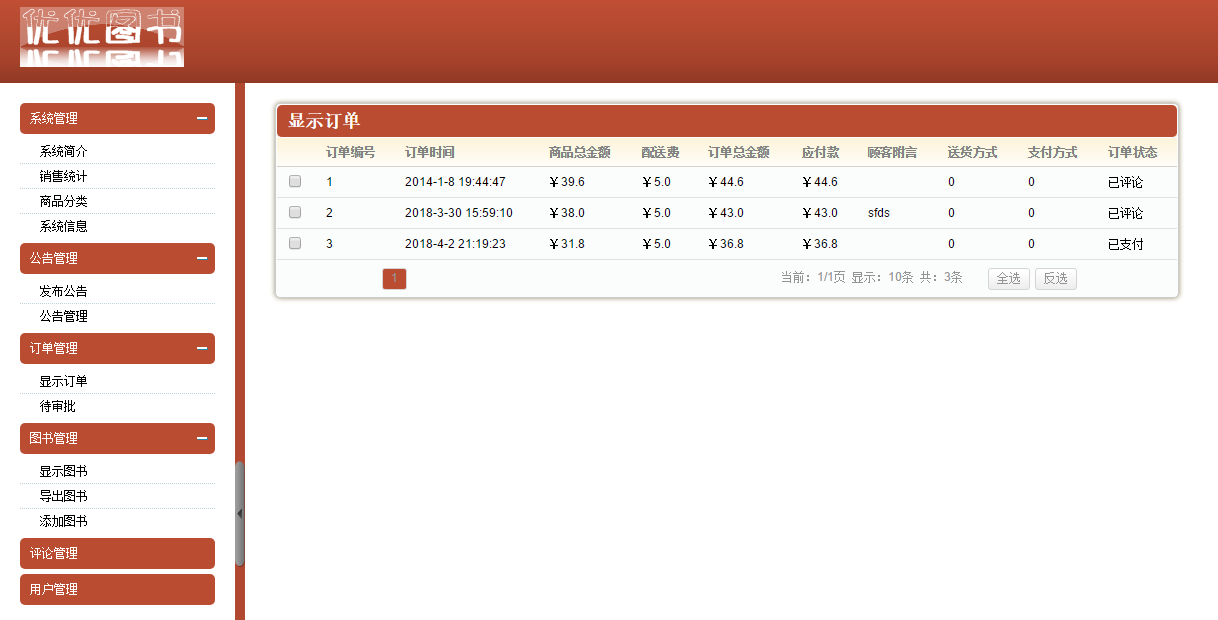 优优图书
系统管理
系统简介
销售统计
商品分类
系统信息
公告管理
发布公告
公告管理
订单管理
显示订单
待审批
图书管理
显示图书
导出图书
添加图书
评论管理
用户管理
显示订单
订单编号 订单时间 商品总金额 配送费 订单总金额 应付款 顾客附言 送货方式 支付方式 订单状态
1 2014-1-8 19:44:47 ￥39.6 ￥5.0 ￥44.6 ￥44.6 0 0 已评论
2 2018-3-30 15:59:10 ￥38.0 ￥5.0 ￥43.0 ￥43.0 sfds 0 0 已评论
3 2018-4-2 21:19:23 ￥31.8 ￥5.0 ￥36.8 ￥36.8 0 0 已支付
1 当前：1/1页 显示：10条 共：3条 全选 反选